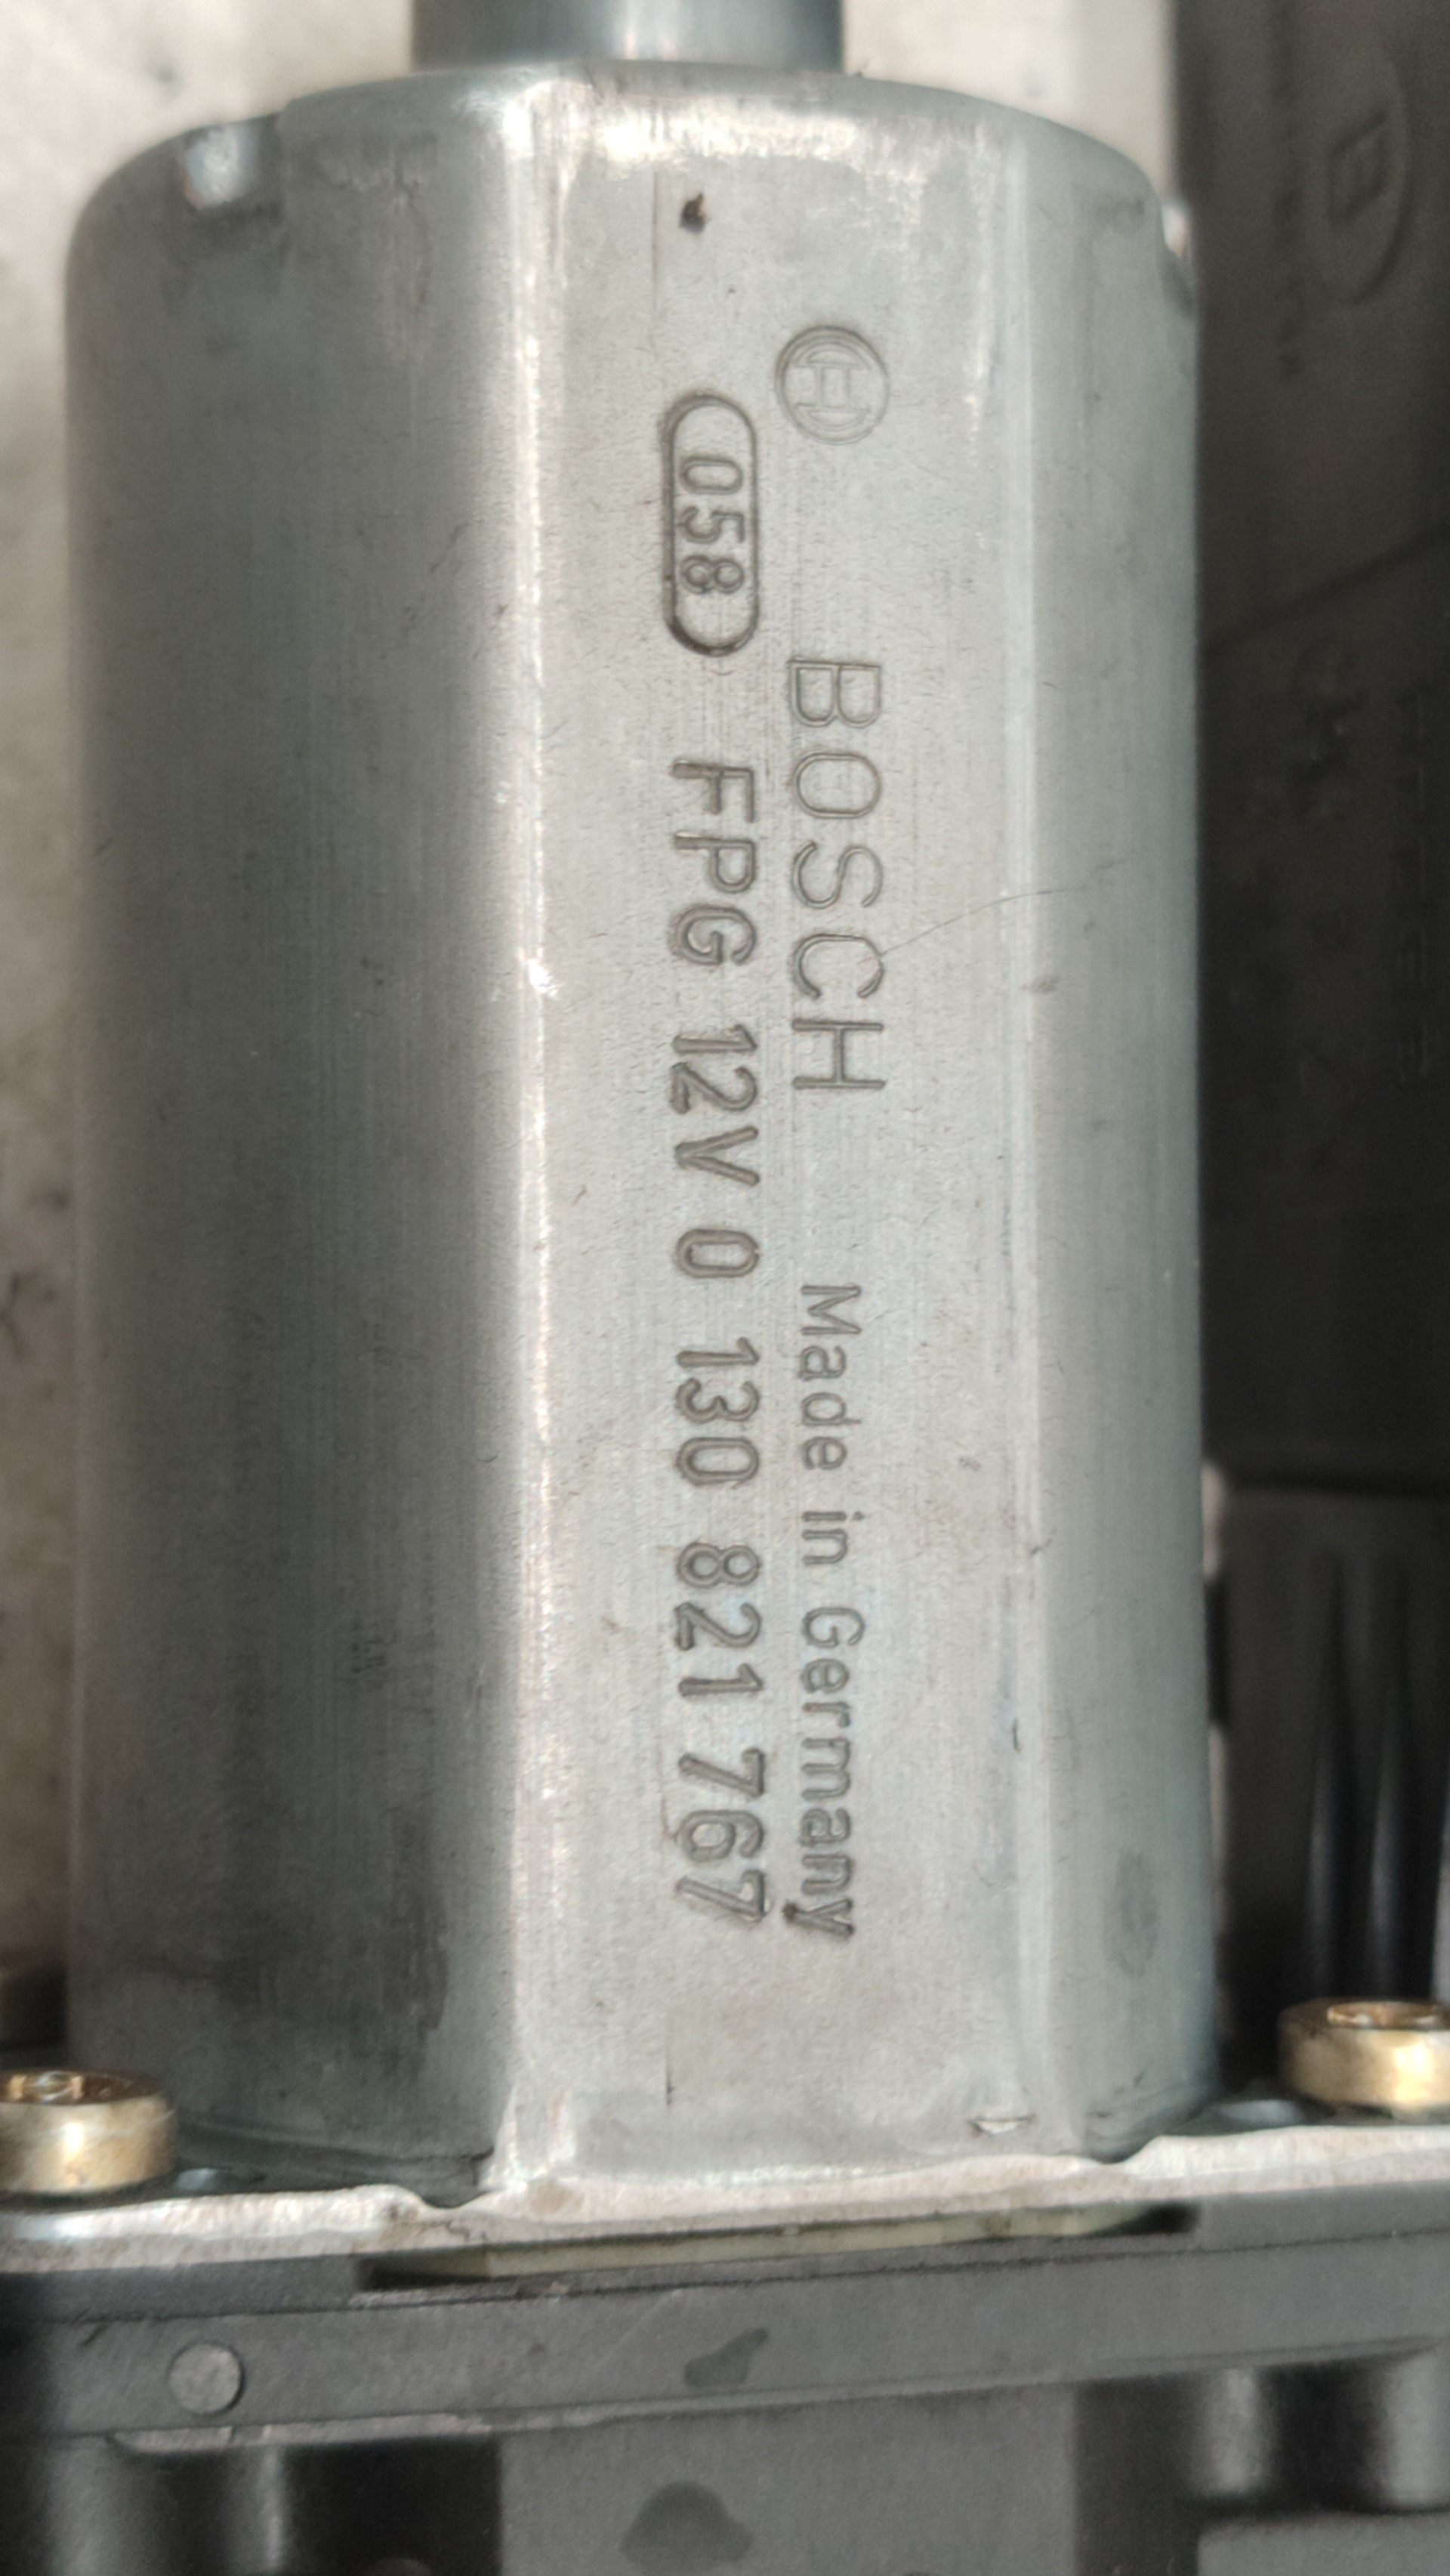 BOSCH Made in Germany
058 FPG 12V 0 130 821 767